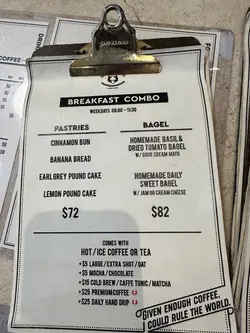 BREAKFAST COMBO
WEEKDAYS 08:00 - 11:30
PASTRIES
CINNAMON BUN
BANANA BREAD
EARLGREY POUND CAKE
LEMON POUND CAKE
$72
BAGEL
HOMEMADE BASIL &
DRIED TOMATO BAGEL
W/ SOUR CREAM MAYO
HOMEMADE DAILY
SWEET BAGEL
W/ JAM OR CREAM CHEESE
$82
COMES WITH
HOT/ICE COFFEE OR TEA
+$5 LARGE/EXTRA SHOT/OAT
+$5 MOCHA/CHOCOLATE
+$15 COLD BREW/CAFFE TONIC/MATCHA
+$25 PREMIUM COFFEE
+$25 DAILY HAND DRIP
GIVEN ENOUGH COFFEE,
COULD RULE THE WORLD.